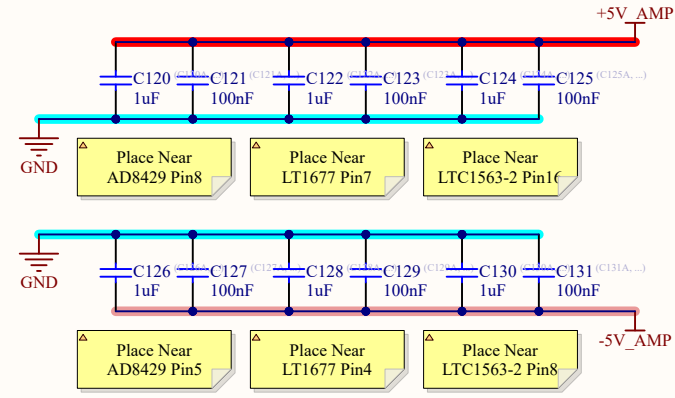 +5V_AMP
C120 C121 C122 C123 C124 C125 (C125A, ...)
1uF 100nF 1uF 100nF 1uF 100nF
GND
Place Near
AD8429 Pin8
Place Near
LT1677 Pin7
Place Near
LTC1563-2 Pin16
GND
C126 C127 C128 C129 C130 C131 (C131A, ...)
1uF 100nF 1uF 100nF 1uF 100nF
-5V_AMP
Place Near
AD8429 Pin5
Place Near
LT1677 Pin4
Place Near
LTC1563-2 Pin8